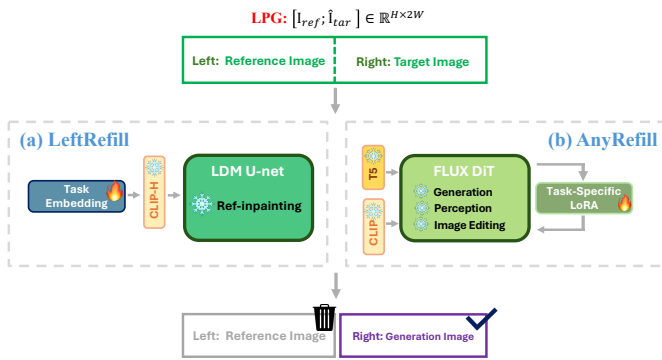 LPG: [I_ref; Î_tar] ∈ ℝ^{H×2W}
Left: Reference Image
Right: Target Image
(a) LeftRefill
(b) AnyRefill
Task
Embedding
CLIP-H
LDM U-net
Ref-inpainting
T5
CLIP
FLUX DiT
Generation
Perception
Image Editing
Task-Specific
LoRA
Left: Reference Image
Right: Generation Image